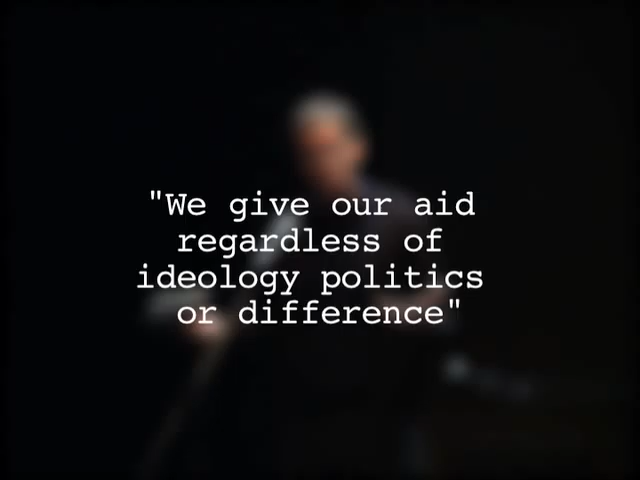 "We give our aid
regardless of
ideology politics
or difference"